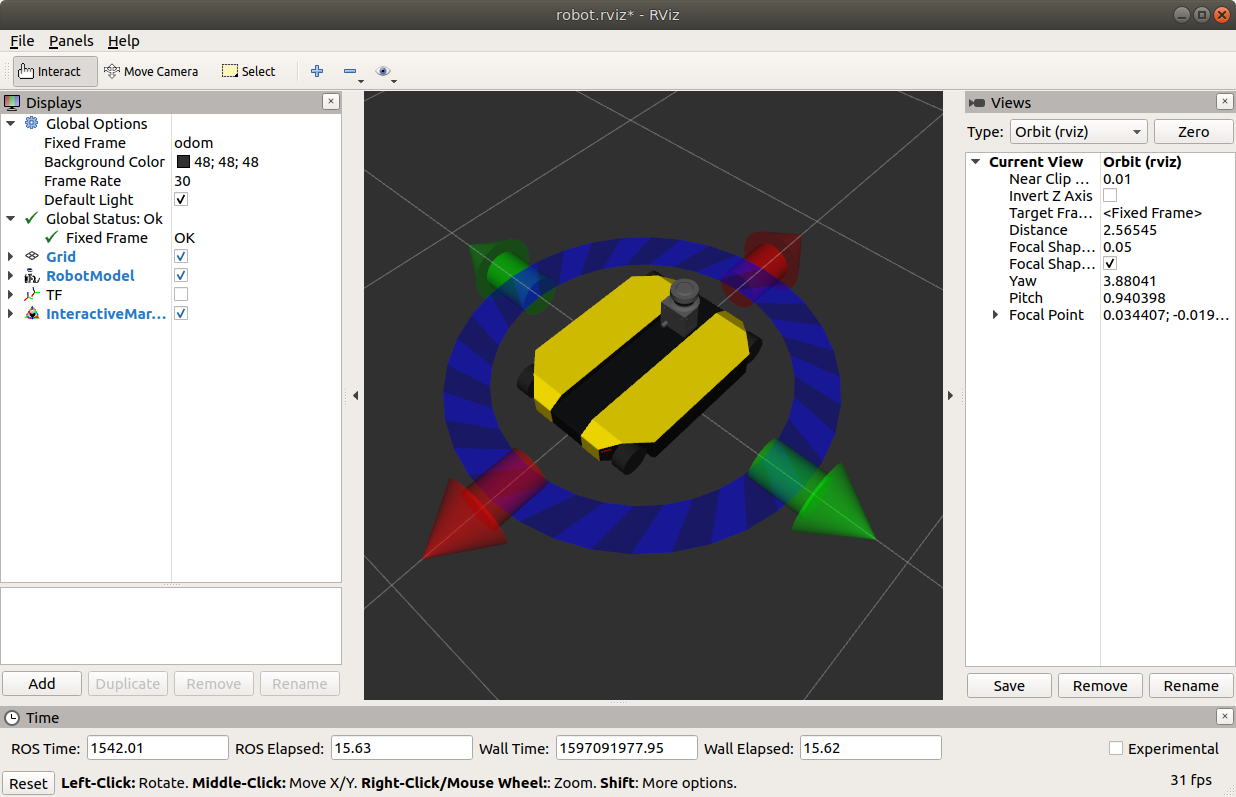 robot.rviz* - RViz
File Panels Help
Interact Move Camera Select
Displays
Global Options
Fixed Frame odom
Background Color 48; 48; 48
Frame Rate 30
Default Light
Global Status: Ok
Fixed Frame OK
Grid
RobotModel
TF
InteractiveMar...
Add Duplicate Remove Rename
Views
Type: Orbit (rviz) Zero
Current View Orbit (rviz)
Near Clip ... 0.01
Invert Z Axis
Target Fra... <Fixed Frame>
Distance 2.56545
Focal Shap... 0.05
Focal Shap...
Yaw 3.88041
Pitch 0.940398
Focal Point 0.034407; -0.019...
Save Remove Rename
Time
ROS Time: 1542.01 ROS Elapsed: 15.63 Wall Time: 1597091977.95 Wall Elapsed: 15.62 Experimental
Reset Left-Click: Rotate. Middle-Click: Move X/Y. Right-Click/Mouse Wheel:: Zoom. Shift: More options. 31 fps